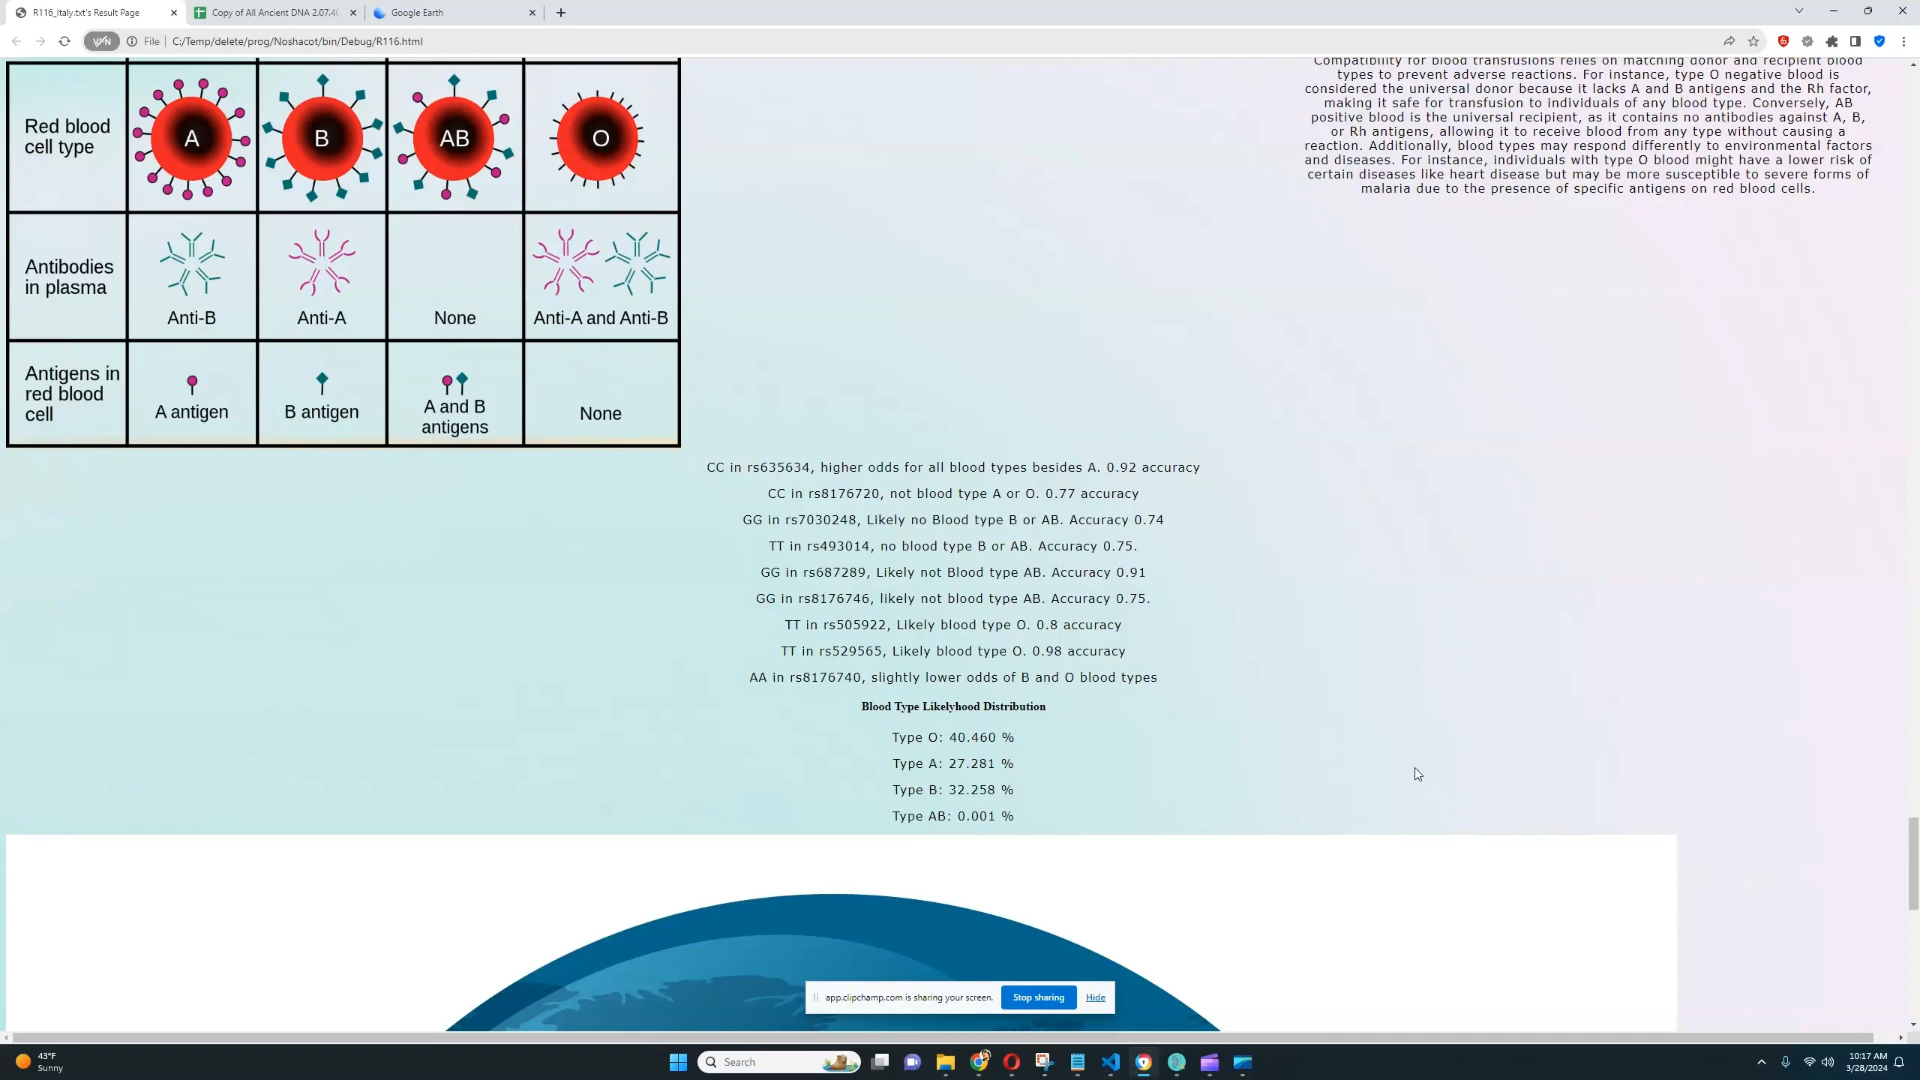 R116_Italy.txt's Result Page
Copy of All Ancient DNA 2.07.40
Google Earth
File
C:/Temp/delete/prog/Noshacot/bin/Debug/R116.html
Compatibility for blood transfusions relies on matching donor and recipient blood
types to prevent adverse reactions. For instance, type O negative blood is
considered the universal donor because it lacks A and B antigens and the Rh factor,
making it safe for transfusion to individuals of any blood type. Conversely, AB
positive blood is the universal recipient, as it contains no antibodies against A, B,
or Rh antigens, allowing it to receive blood from any type without causing a
reaction. Additionally, blood types may respond differently to environmental factors
and diseases. For instance, individuals with type O blood might have a lower risk of
certain diseases like heart disease but may be more susceptible to severe forms of
malaria due to the presence of specific antigens on red blood cells.
Red blood
cell type
A
B
AB
O
Antibodies
in plasma
Anti-B
Anti-A
None
Anti-A and Anti-B
Antigens in
red blood
cell
A antigen
B antigen
A and B
antigens
None
CC in rs635634, higher odds for all blood types besides A. 0.92 accuracy
CC in rs8176720, not blood type A or O. 0.77 accuracy
GG in rs7030248, Likely no Blood type B or AB. Accuracy 0.74
TT in rs493014, no blood type B or AB. Accuracy 0.75.
GG in rs687289, Likely not Blood type AB. Accuracy 0.91
GG in rs8176746, likely not blood type AB. Accuracy 0.75.
TT in rs505922, Likely blood type O. 0.8 accuracy
TT in rs529565, Likely blood type O. 0.98 accuracy
AA in rs8176740, slightly lower odds of B and O blood types
Blood Type Likelyhood Distribution
Type O: 40.460 %
Type A: 27.281 %
Type B: 32.258 %
Type AB: 0.001 %
app.clipchamp.com is sharing your screen.
Stop sharing
Hide
43°F
Sunny
Search
10:17 AM
3/28/2024